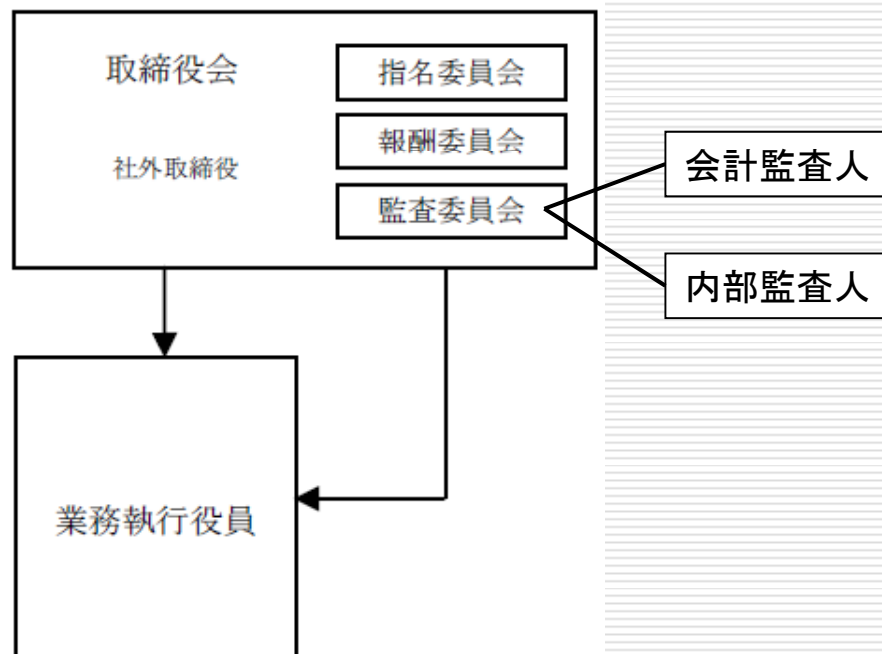 取締役会
社外取締役
指名委員会
報酬委員会
監査委員会
会計監査人
内部監査人
業務執行役員